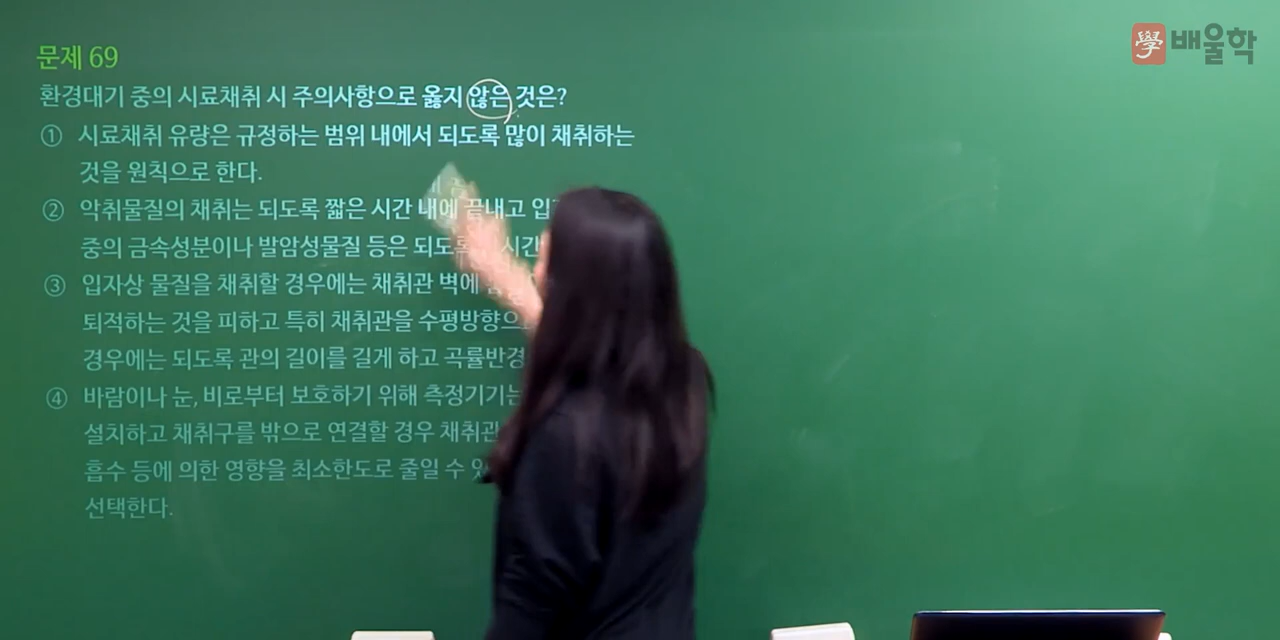 學 배울학
문제 69
환경대기 중의 시료채취 시 주의사항으로 옳지 않은 것은?
① 시료채취 유량은 규정하는 범위 내에서 되도록 많이 채취하는
것을 원칙으로 한다.
② 악취물질의 채취는 되도록 짧은 시간 내에 끝내고
중의 금속성분이나 발암성물질 등은 되도록 시간
③ 입자상 물질을 채취할 경우에는 채취관 벽에
퇴적하는 것을 피하고 특히 채취관을 수평방향으
경우에는 되도록 관의 길이를 길게 하고 곡률반경
④ 바람이나 눈, 비로부터 보호하기 위해 측정기기는
설치하고 채취구를 밖으로 연결할 경우 채취관
흡수 등에 의한 영향을 최소한도로 줄일 수
선택한다.